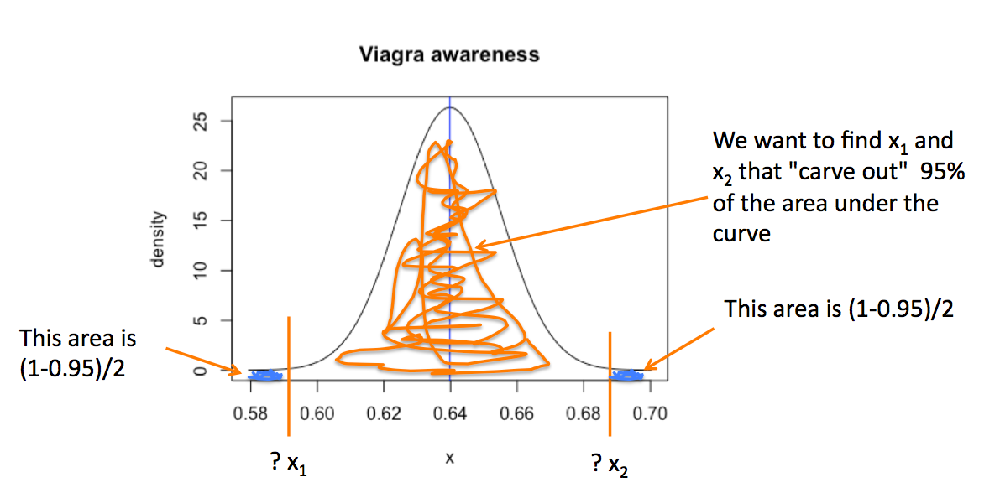 Viagra awareness
density
25
20
15
10
5
0
0.58 0.60 0.62 0.64 0.66 0.68 0.70
x
We want to find x₁ and
x₂ that "carve out" 95%
of the area under the
curve
This area is (1-0.95)/2
This area is
(1-0.95)/2
? x₁
? x₂